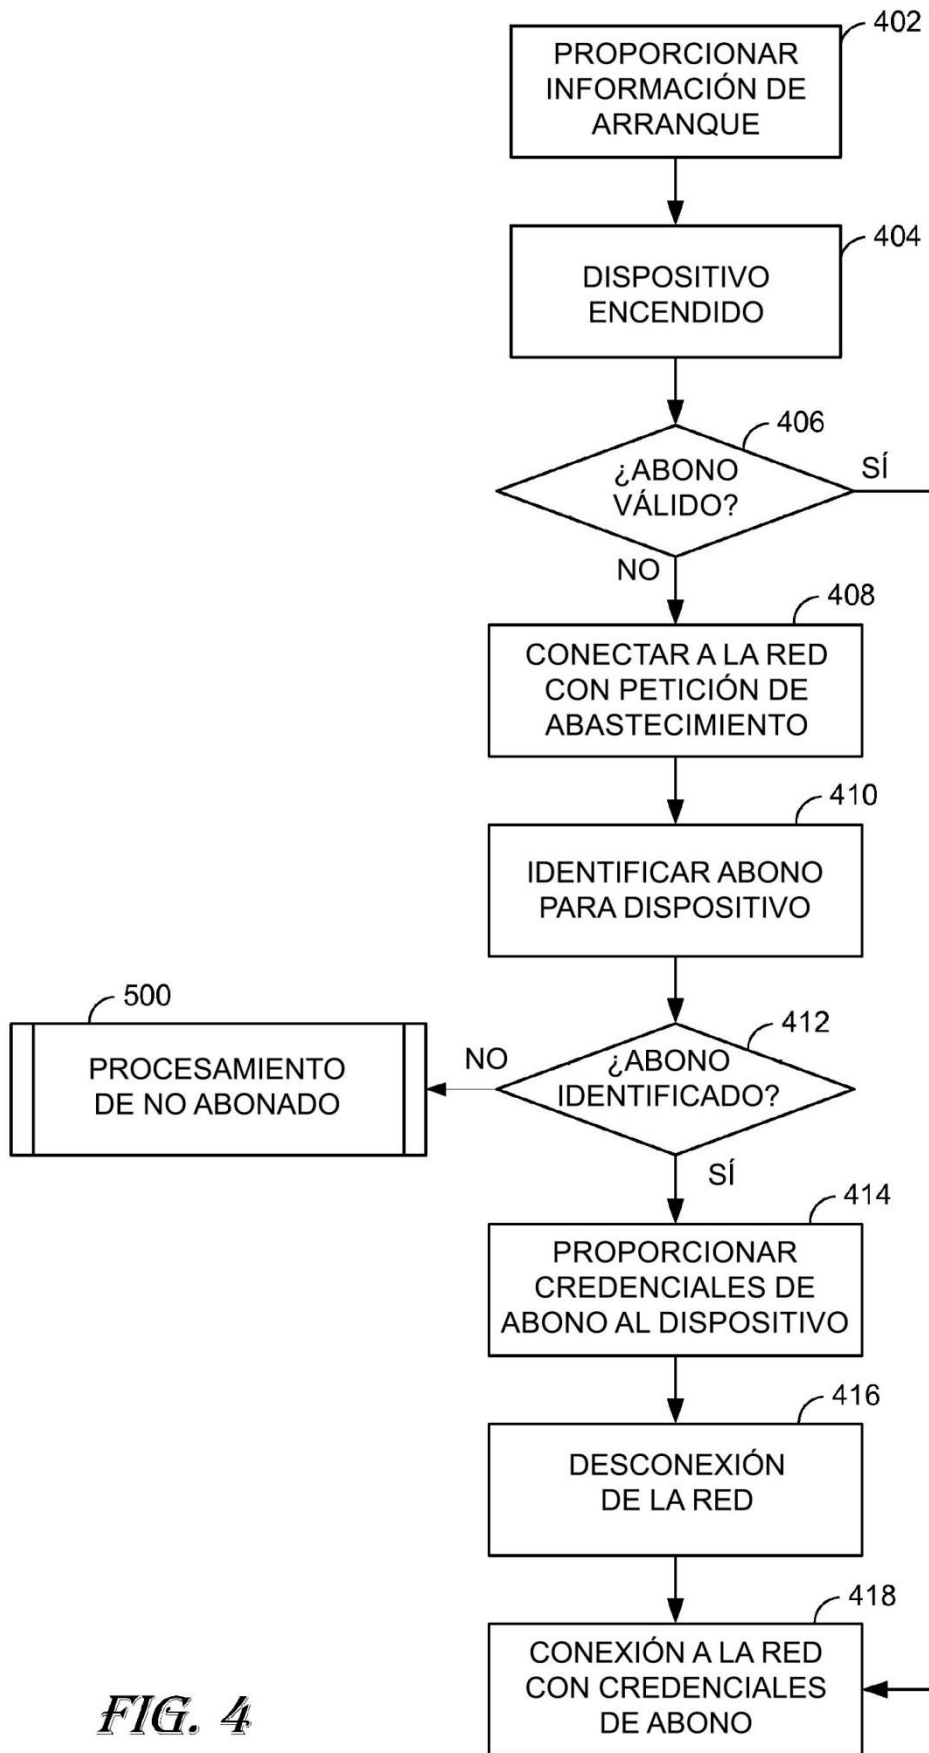 402
PROPORCIONAR
INFORMACIÓN DE
ARRANQUE
404
DISPOSITIVO
ENCENDIDO
406
¿ABONO
VÁLIDO?
SÍ
NO
408
CONECTAR A LA RED
CON PETICIÓN DE
ABASTECIMIENTO
410
IDENTIFICAR ABONO
PARA DISPOSITIVO
500
PROCESAMIENTO
DE NO ABONADO
NO
412
¿ABONO
IDENTIFICADO?
SÍ
414
PROPORCIONAR
CREDENCIALES DE
ABONO AL DISPOSITIVO
416
DESCONEXIÓN
DE LA RED
418
CONEXIÓN A LA RED
CON CREDENCIALES
DE ABONO
FIG. 4